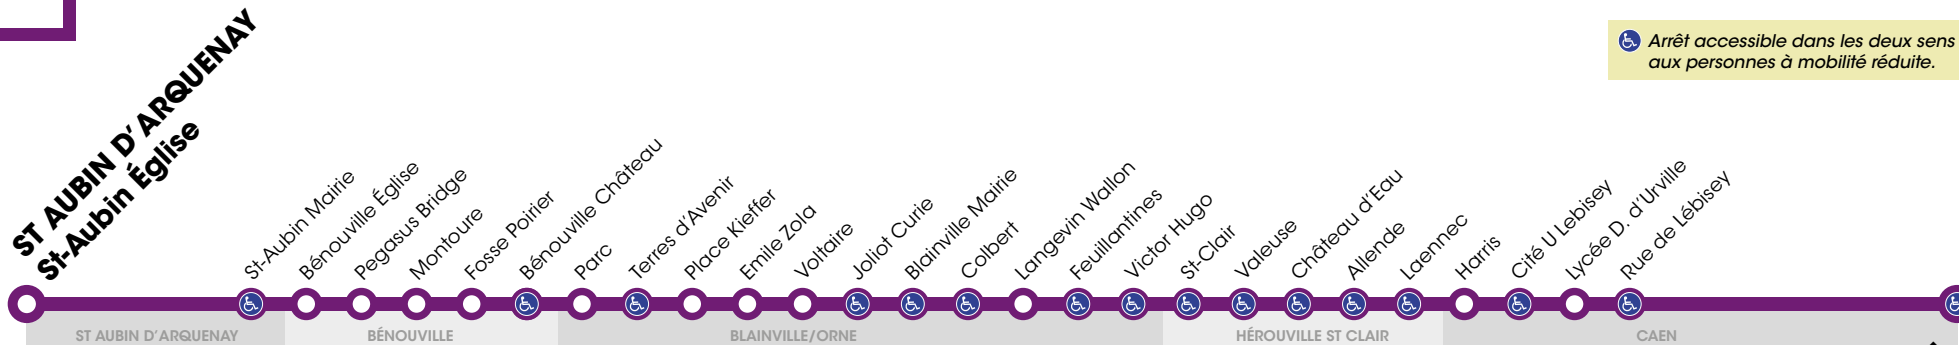 Arrêt accessible dans les deux sens
aux personnes à mobilité réduite.
ST AUBIN D'ARQUENAY
St-Aubin Église
St-Aubin Mairie
Bénouville Église
Pegasus Bridge
Montoure
Fosse Poirier
Bénouville Château
Parc
Terres d'Avenir
Place Kieffer
Emile Zola
Voltaire
Joliot Curie
Blainville Mairie
Colbert
Langevin Wallon
Feuillantines
Victor Hugo
St-Clair
Valeuse
Château d'Eau
Allende
Laennec
Harris
Cité U Lebisey
Lycée D. d'Urville
Rue de Lébisey
ST AUBIN D'ARQUENAY
BÉNOUVILLE
BLAINVILLE/ORNE
HÉROUVILLE ST CLAIR
CAEN